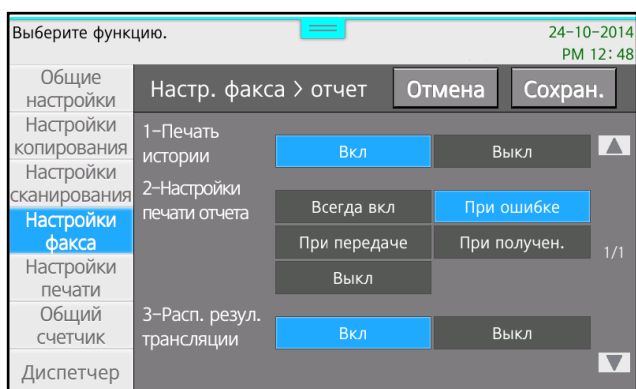 Выберите функцию.
24-10-2014
PM 12:48
Общие
настройки
Настройки
копирования
Настройки
сканирования
Настройки
факса
Настройки
печати
Общий
счетчик
Диспетчер
Настр. факса > отчет
Отмена
Сохран.
1-Печать
истории
Вкл
Выкл
2-Настройки
печати отчета
Всегда вкл
При ошибке
При передаче
При получен.
Выкл
1/1
3-Расп. резул.
трансляции
Вкл
Выкл